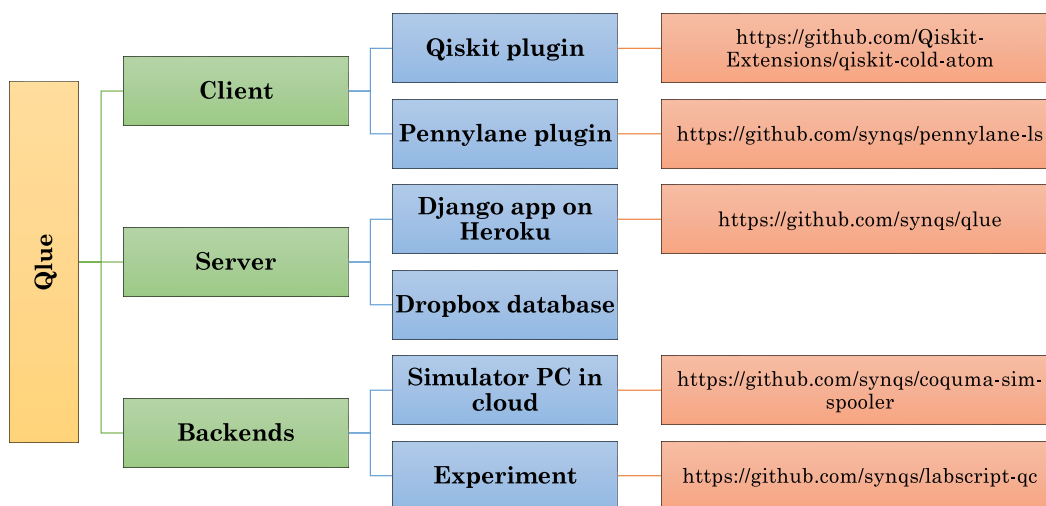 Qlue
Client
Qiskit plugin
https://github.com/Qiskit-
Extensions/qiskit-cold-atom
Pennylane plugin
https://github.com/synqs/pennylane-ls
Server
Django app on
Heroku
https://github.com/synqs/qlue
Dropbox database
Backends
Simulator PC in
cloud
https://github.com/synqs/coquma-sim-
spooler
Experiment
https://github.com/synqs/labscript-qc